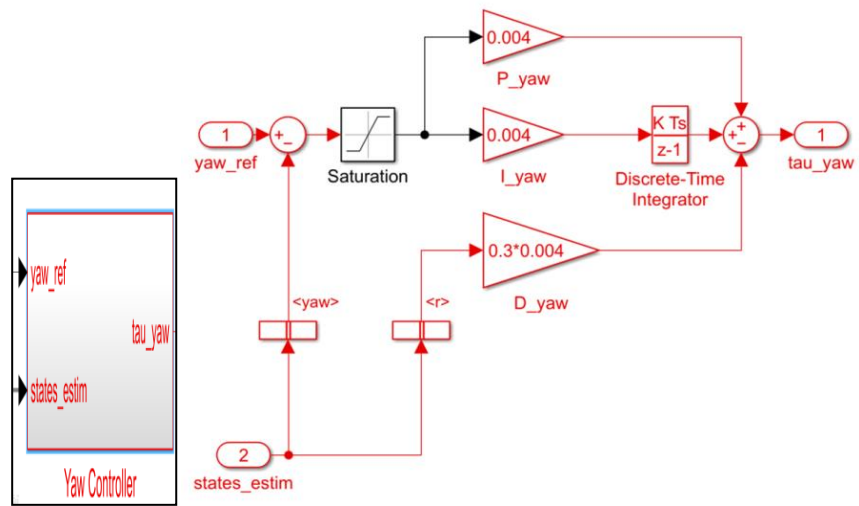 0.004
P_yaw
1
yaw_ref
+
−
Saturation
0.004
I_yaw
K Ts
z-1
Discrete-Time
Integrator
+
+
−
1
tau_yaw
0.3*0.004
D_yaw
<yaw>
<r>
2
states_estim
yaw_ref
tau_yaw
states_estim
Yaw Controller